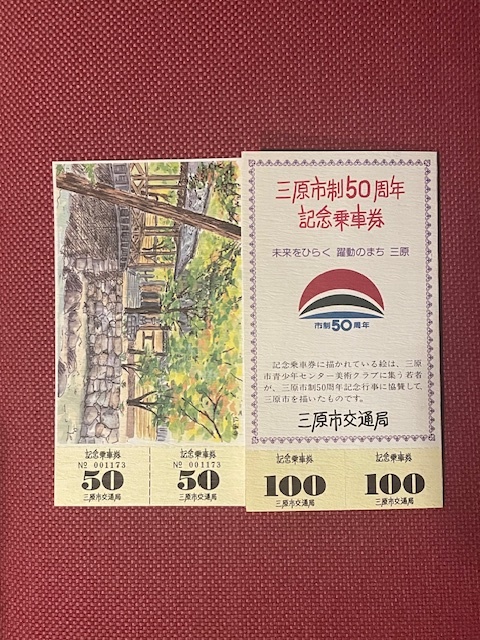 記念乗車券
№ 001173
50
三原市交通局
記念乗車券
№ 001173
50
三原市交通局
三原市制50周年
記念乗車券
未来をひらく 躍動のまち 三原
市制50周年
記念乗車券に描かれている絵は、三原
市青少年センター美術クラブに集う若者
が、三原市制50周年記念行事に協賛して、
三原市を描いたものです。
三原市交通局
記念乗車券
100
三原市交通局
記念乗車券
100
三原市交通局